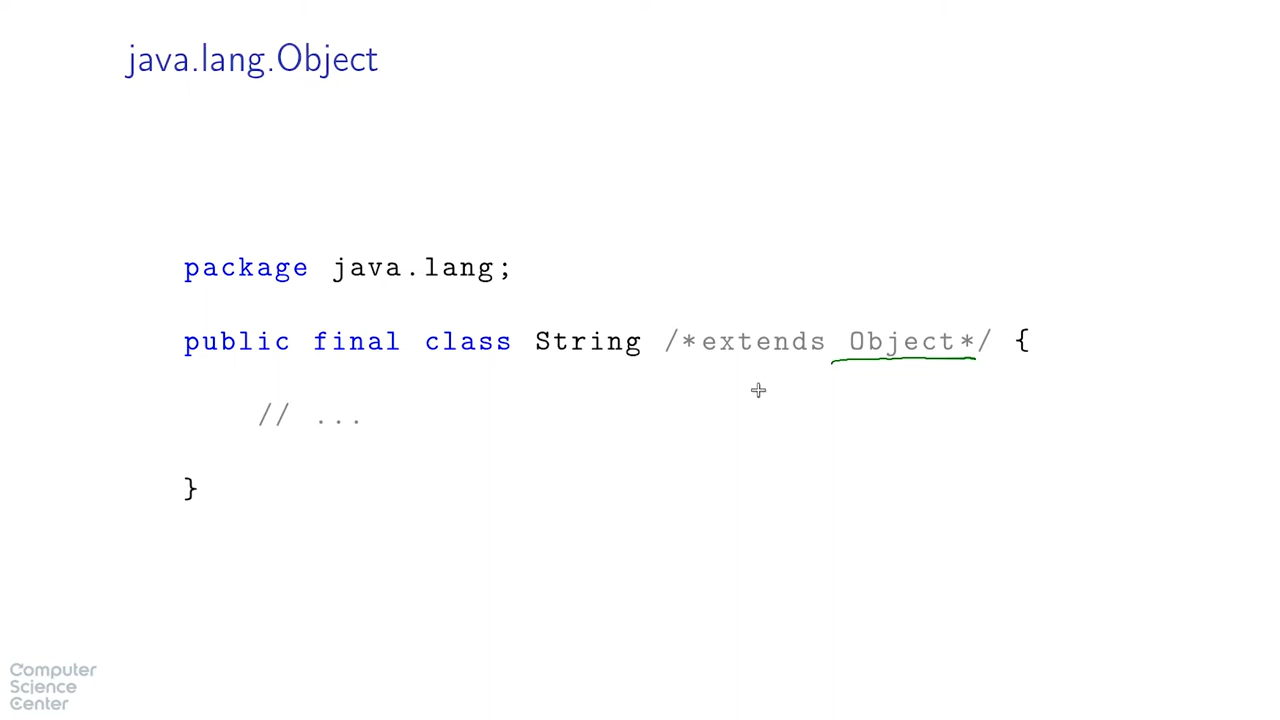 java.lang.Object
package java.lang;
public final class String /*extends Object*/ {
// ...
}
Computer
Science
Center